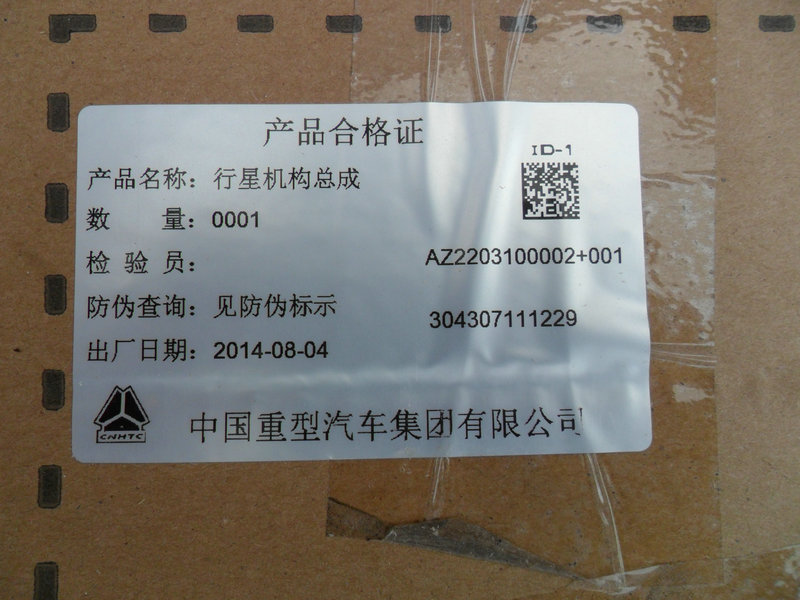 产品合格证
ID-1
产品名称：行星机构总成
数 量：0001
检 验 员：
AZ2203100002+001
防伪查询：见防伪标示
304307111229
出厂日期：2014-08-04
CNHTC
中国重型汽车集团有限公司